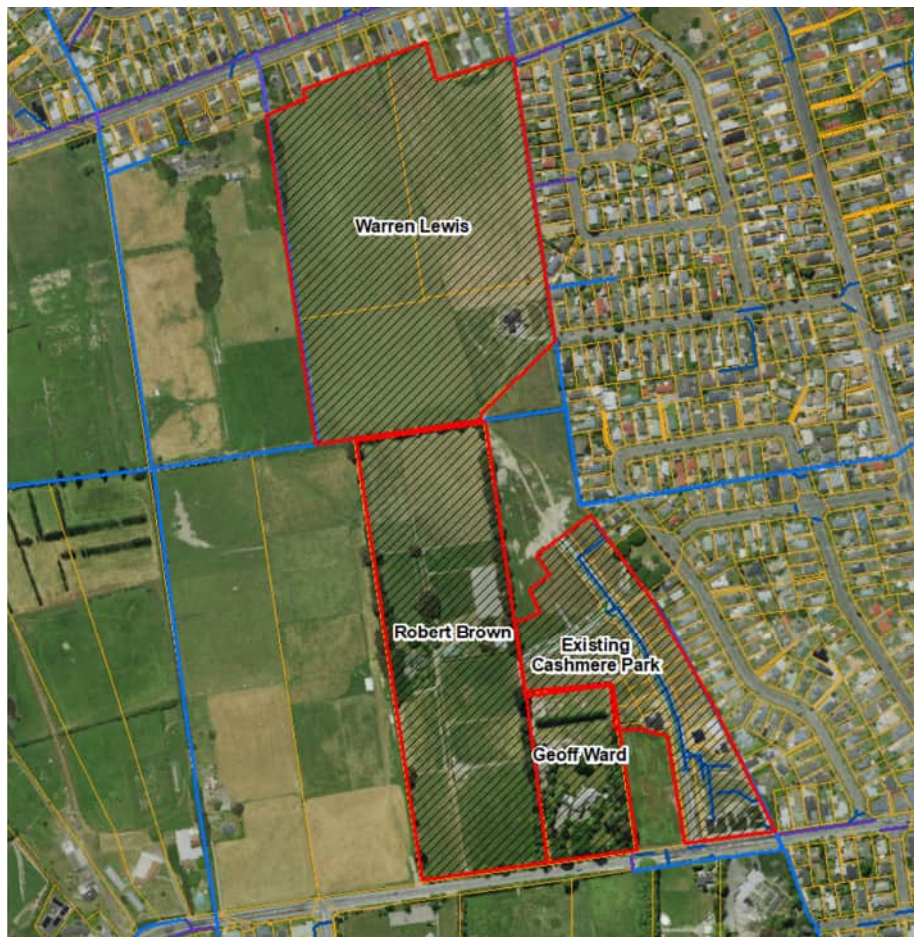 Warren Lewis
Robert Brown
Existing
Cashmere Park
Geoff Ward